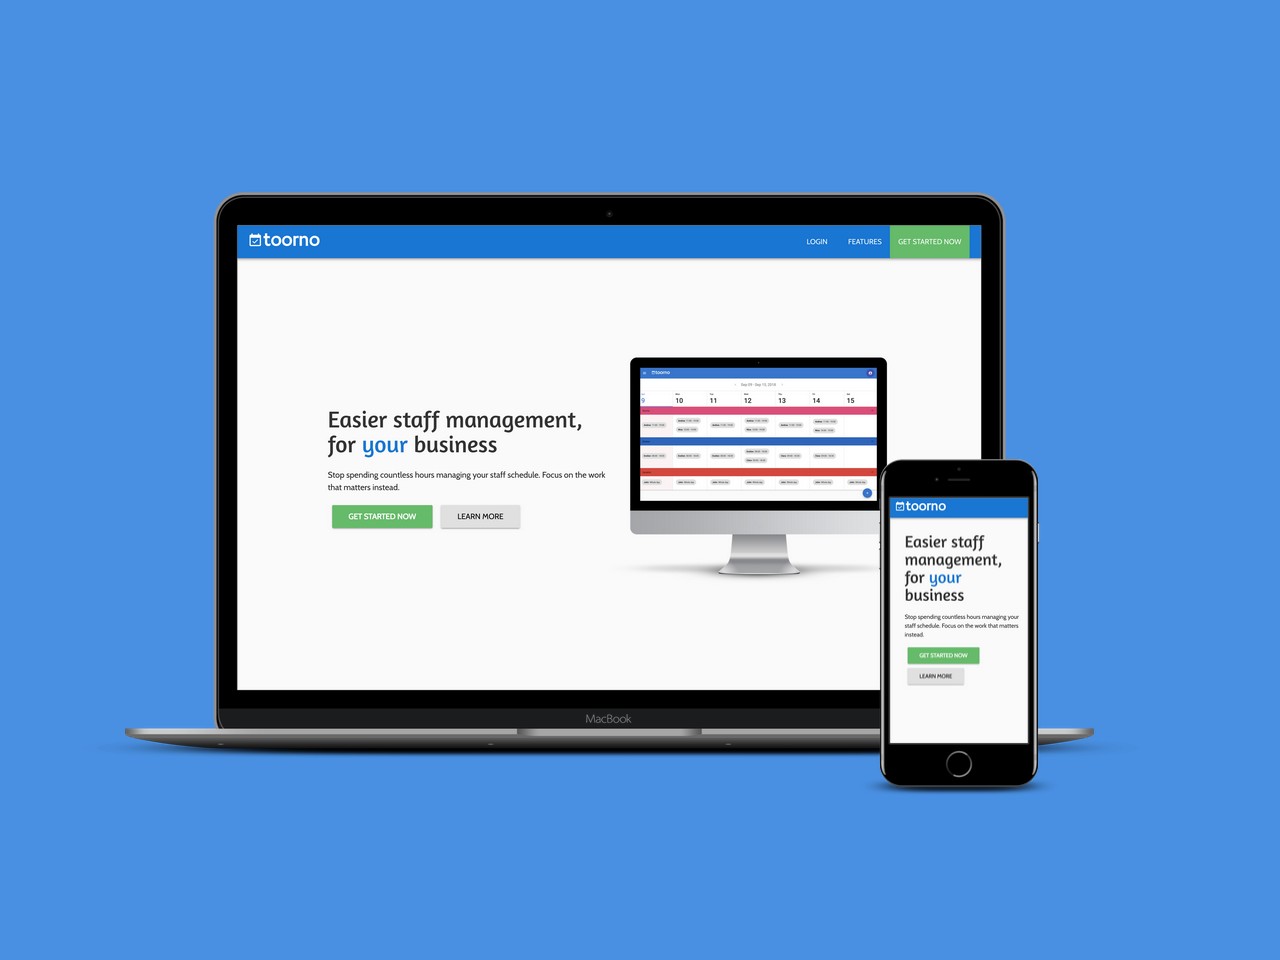 toorno
LOGIN
FEATURES
GET STARTED NOW
Easier staff management,
for your business
Stop spending countless hours managing your staff schedule. Focus on the work
that matters instead.
GET STARTED NOW
LEARN MORE
toorno
10
11
12
13
14
15
MacBook
toorno
Easier staff
management,
for your
business
Stop spending countless hours managing your
staff schedule. Focus on the work that matters
instead.
GET STARTED NOW
LEARN MORE